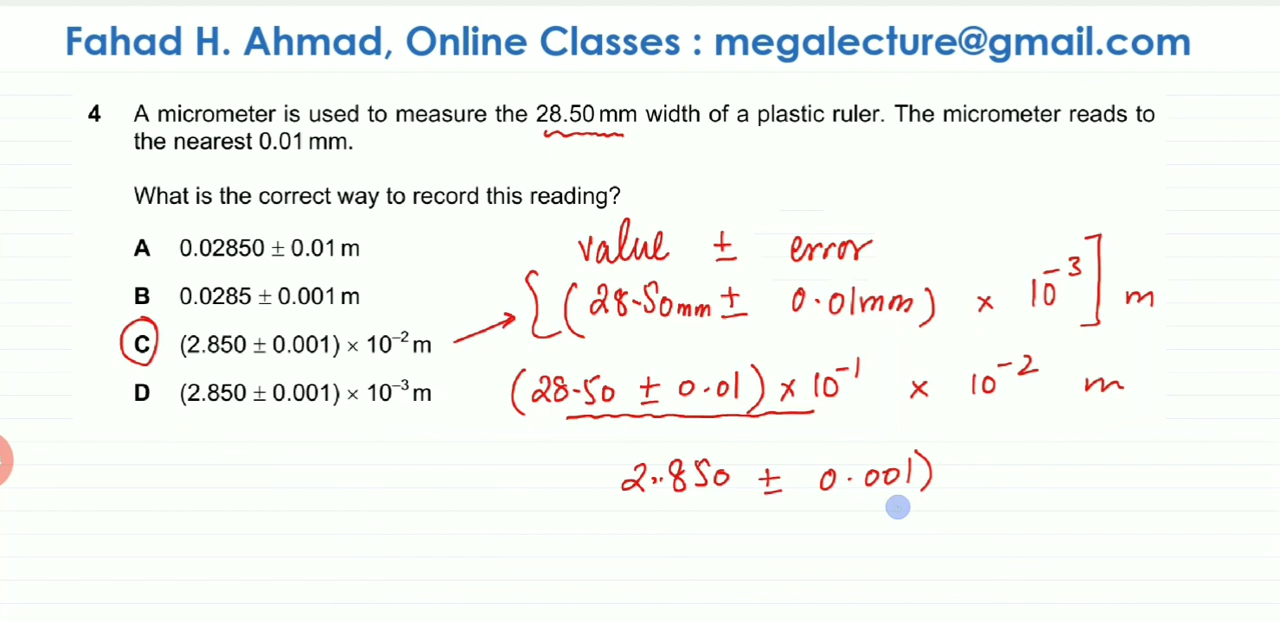 Fahad H. Ahmad, Online Classes : megalecture@gmail.com
4 A micrometer is used to measure the 28.50 mm width of a plastic ruler. The micrometer reads to
the nearest 0.01 mm.
What is the correct way to record this reading?
A 0.02850 ± 0.01 m
B 0.0285 ± 0.001 m
C (2.850 ± 0.001) × 10⁻² m
D (2.850 ± 0.001) × 10⁻³ m
value ± error
{(28.50mm ± 0.01mm) × 10⁻³] m
(28.50 ± 0.01) × 10⁻¹ × 10⁻² m
2.850 ± 0.001)